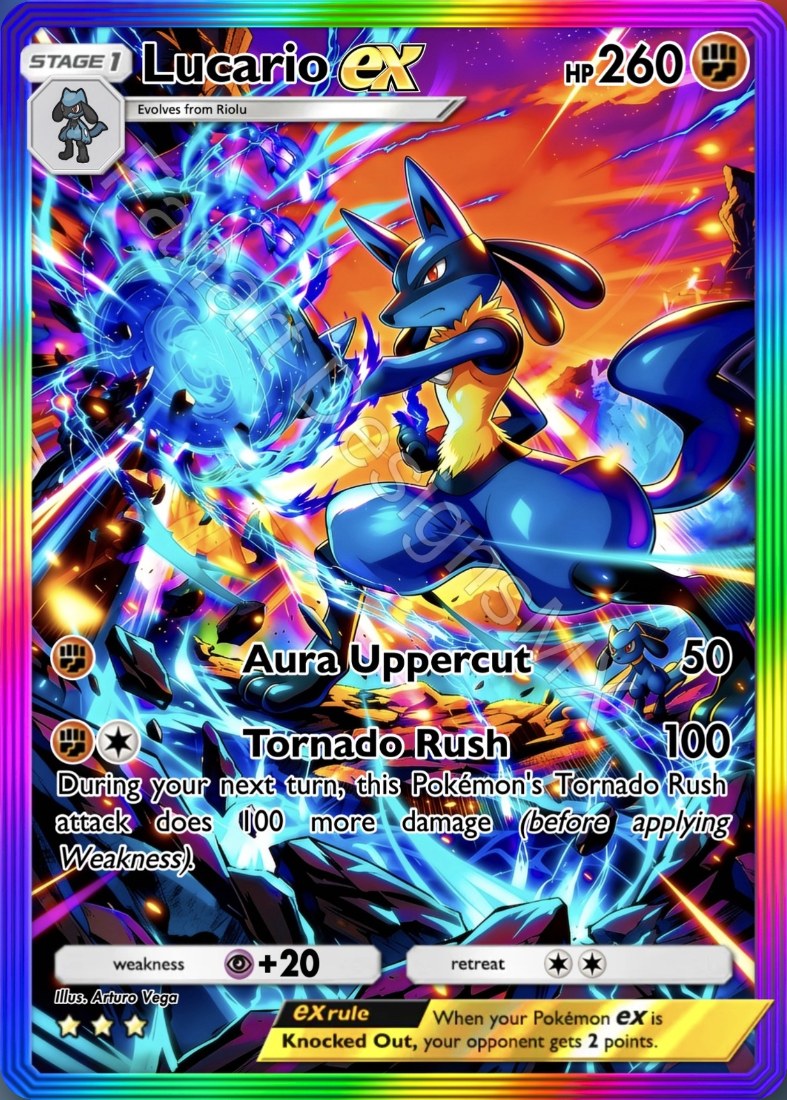 STAGE 1
Lucario ex
HP 260
Evolves from Riolu
Fanart DesignsMX
Aura Uppercut 50
Tornado Rush 100
During your next turn, this Pokémon's Tornado Rush
attack does 100 more damage (before applying
Weakness).
weakness +20
retreat
Illus. Arturo Vega
ex rule
When your Pokémon ex is
Knocked Out, your opponent gets 2 points.